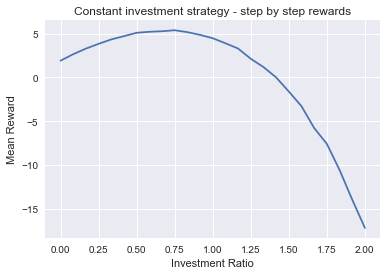 Constant investment strategy - step by step rewards
Mean Reward
5
0
−5
−10
−15
0.00 0.25 0.50 0.75 1.00 1.25 1.50 1.75 2.00
Investment Ratio